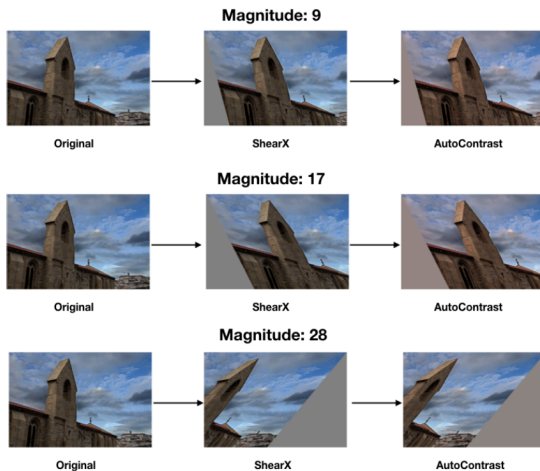 Magnitude: 9
Original
ShearX
AutoContrast
Magnitude: 17
Original
ShearX
AutoContrast
Magnitude: 28
Original
ShearX
AutoContrast